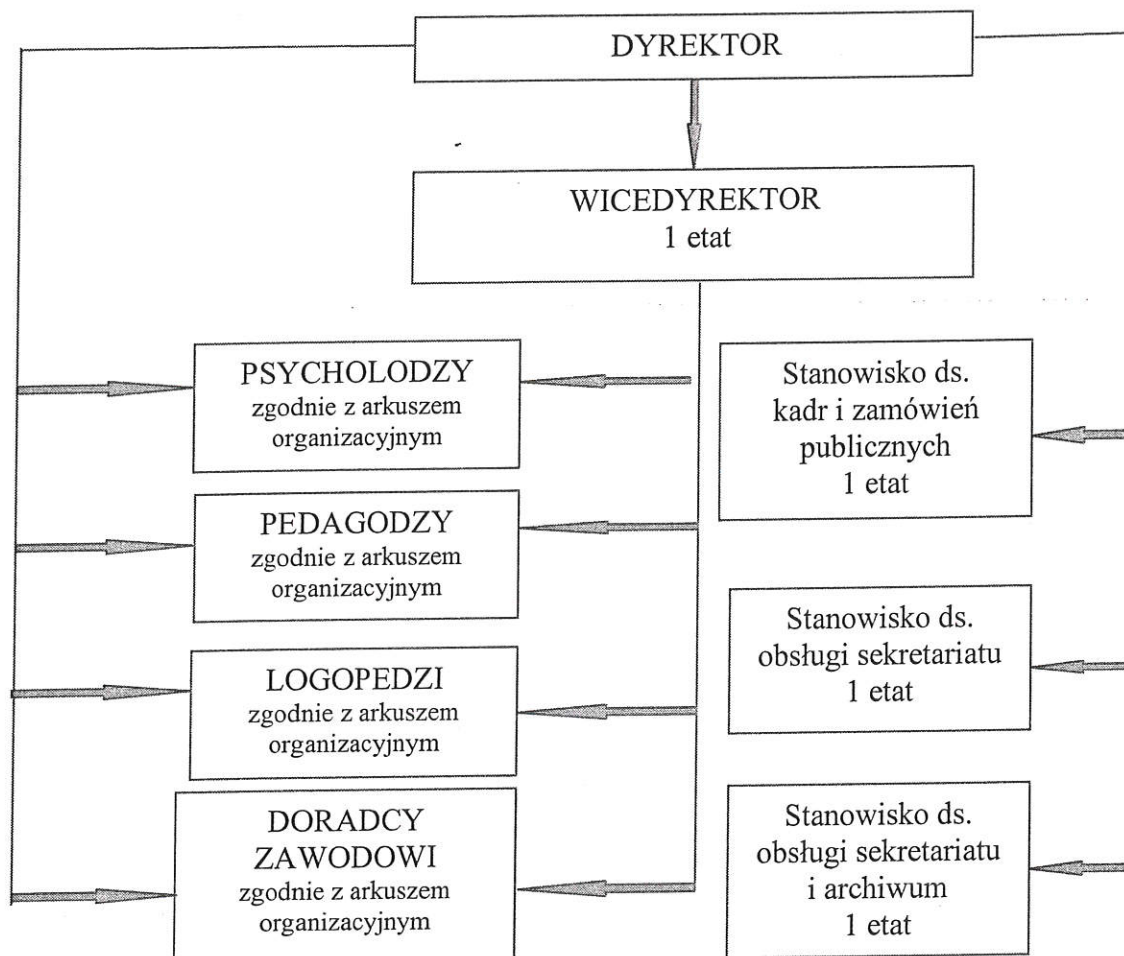 DYREKTOR
WICEDYREKTOR
1 etat
PSYCHOLODZY
zgodnie z arkuszem
organizacyjnym
PEDAGODZY
zgodnie z arkuszem
organizacyjnym
LOGOPEDZI
zgodnie z arkuszem
organizacyjnym
DORADCY
ZAWODOWI
zgodnie z arkuszem
organizacyjnym
Stanowisko ds.
kadr i zamówień
publicznych
1 etat
Stanowisko ds.
obsługi sekretariatu
1 etat
Stanowisko ds.
obsługi sekretariatu
i archiwum
1 etat